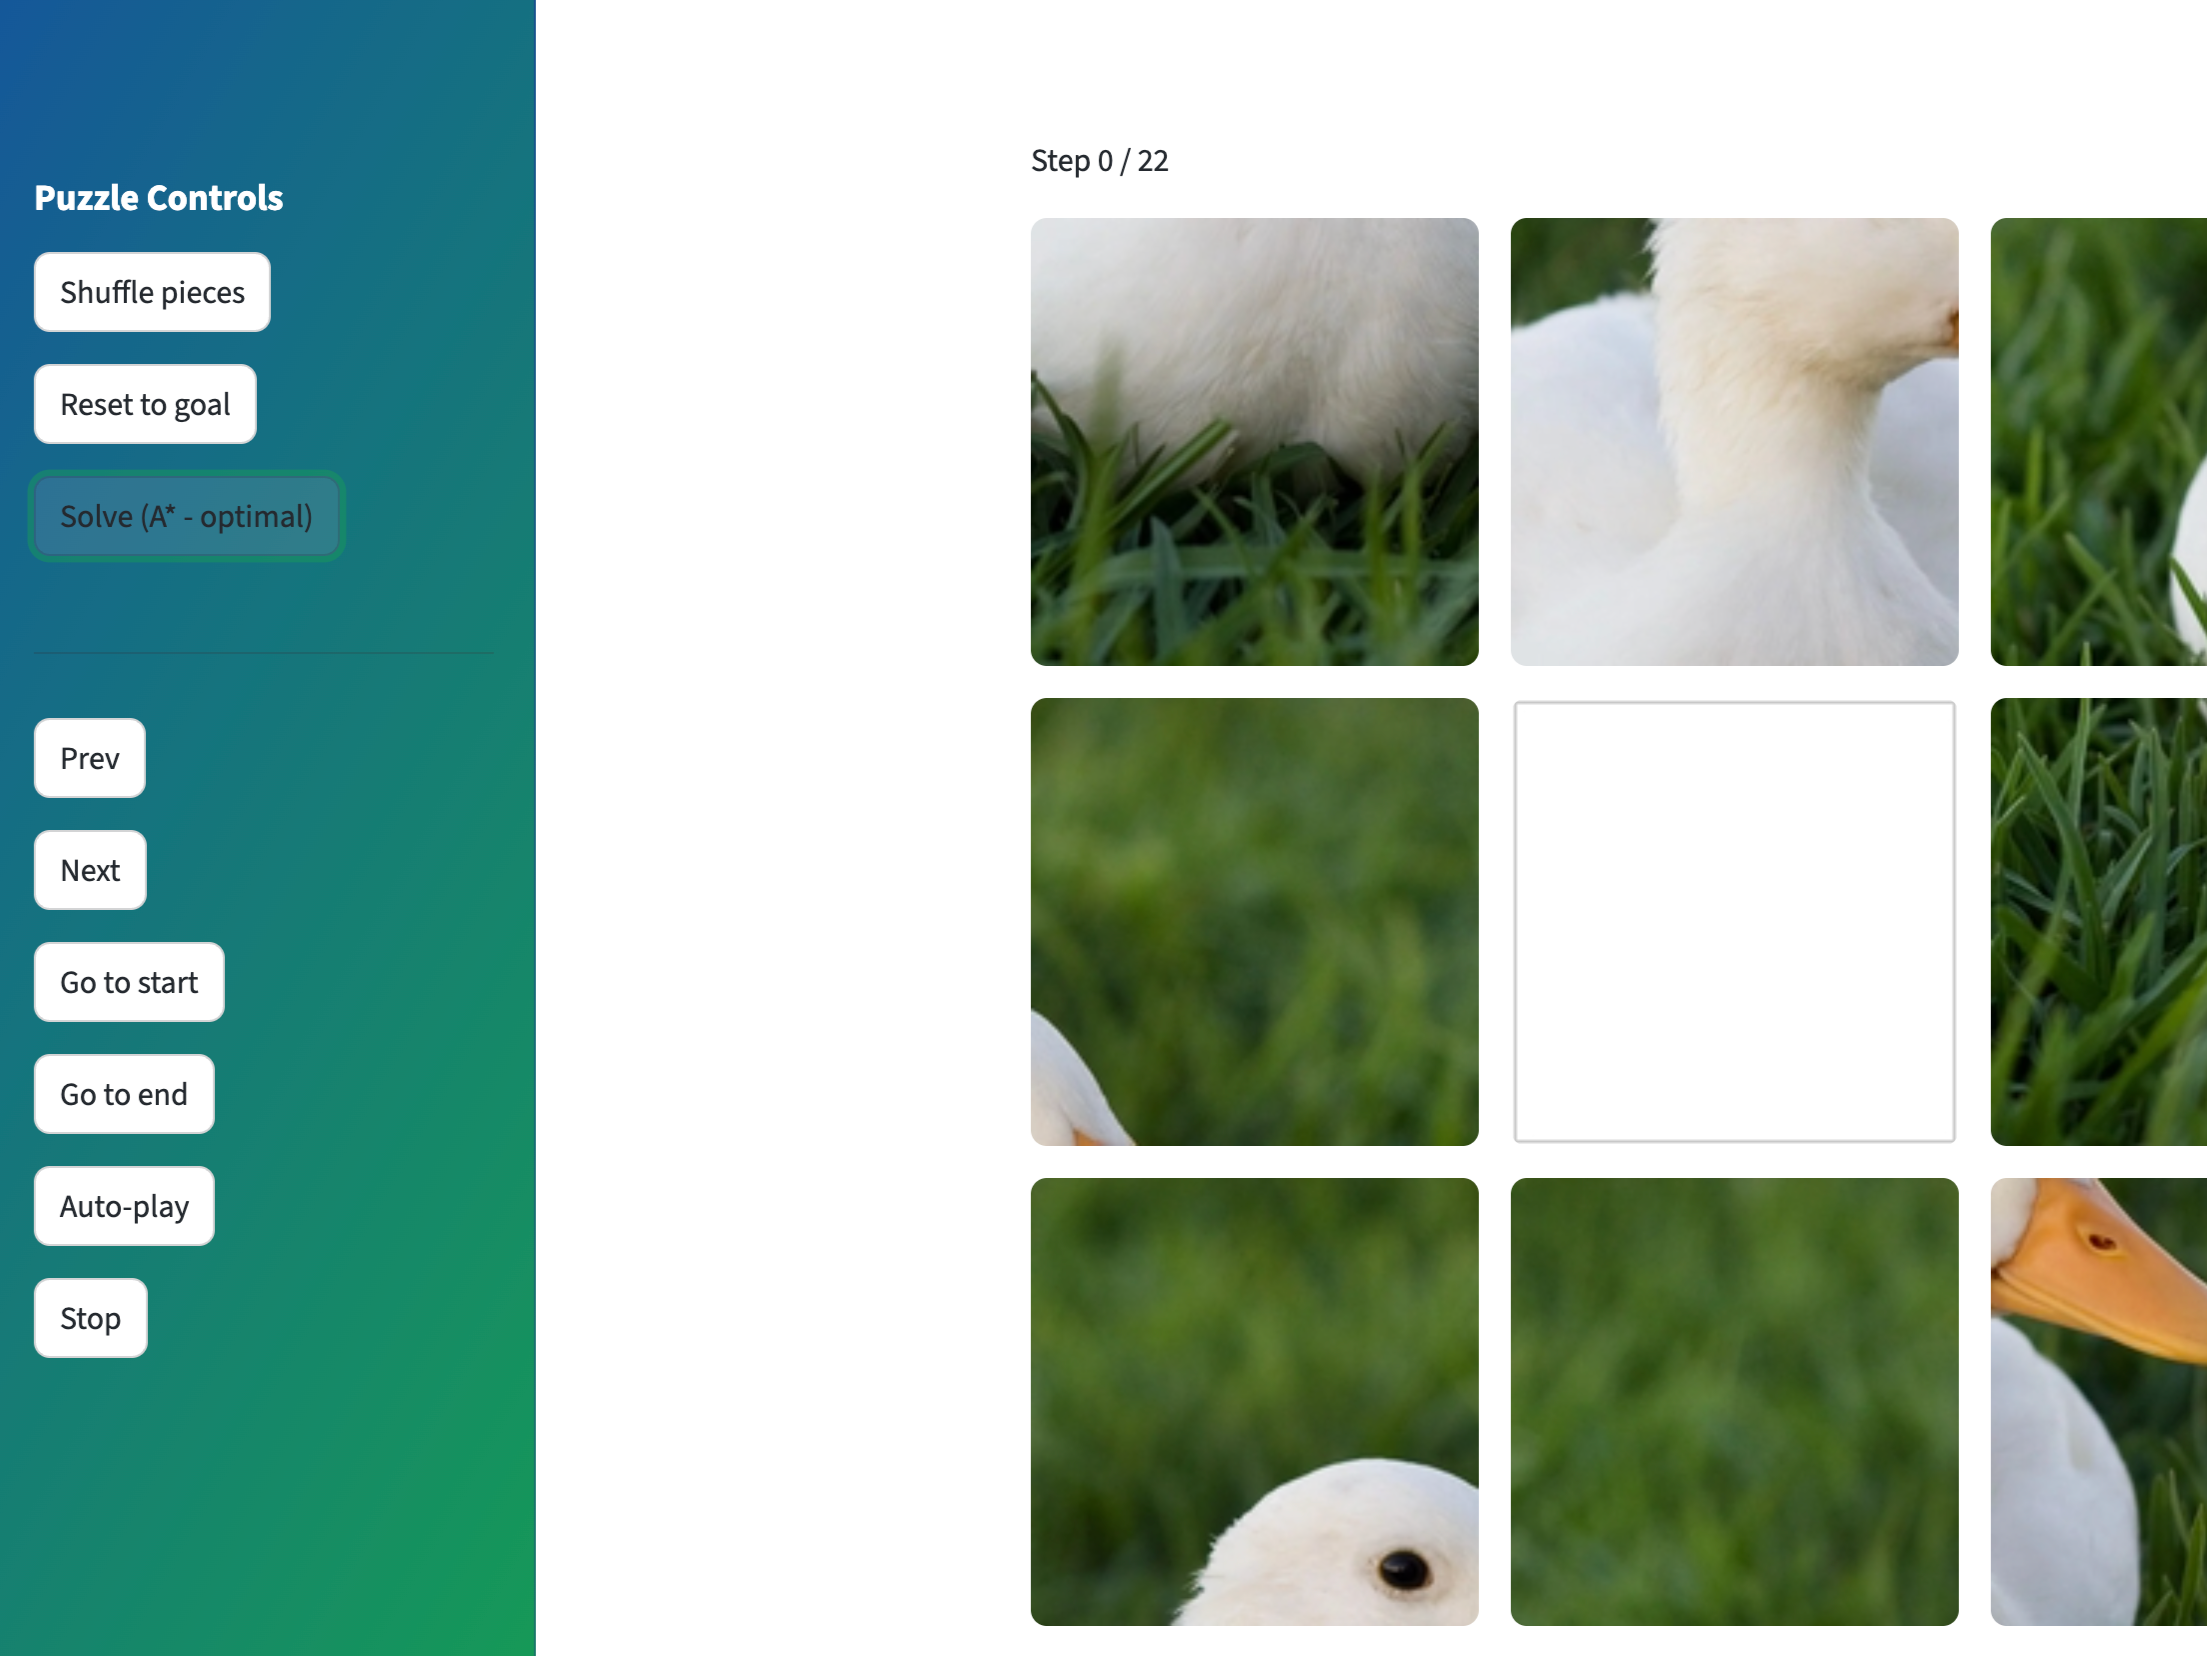 Puzzle Controls
Shuffle pieces
Reset to goal
Solve (A* - optimal)
Prev
Next
Go to start
Go to end
Auto-play
Stop
Step 0 / 22